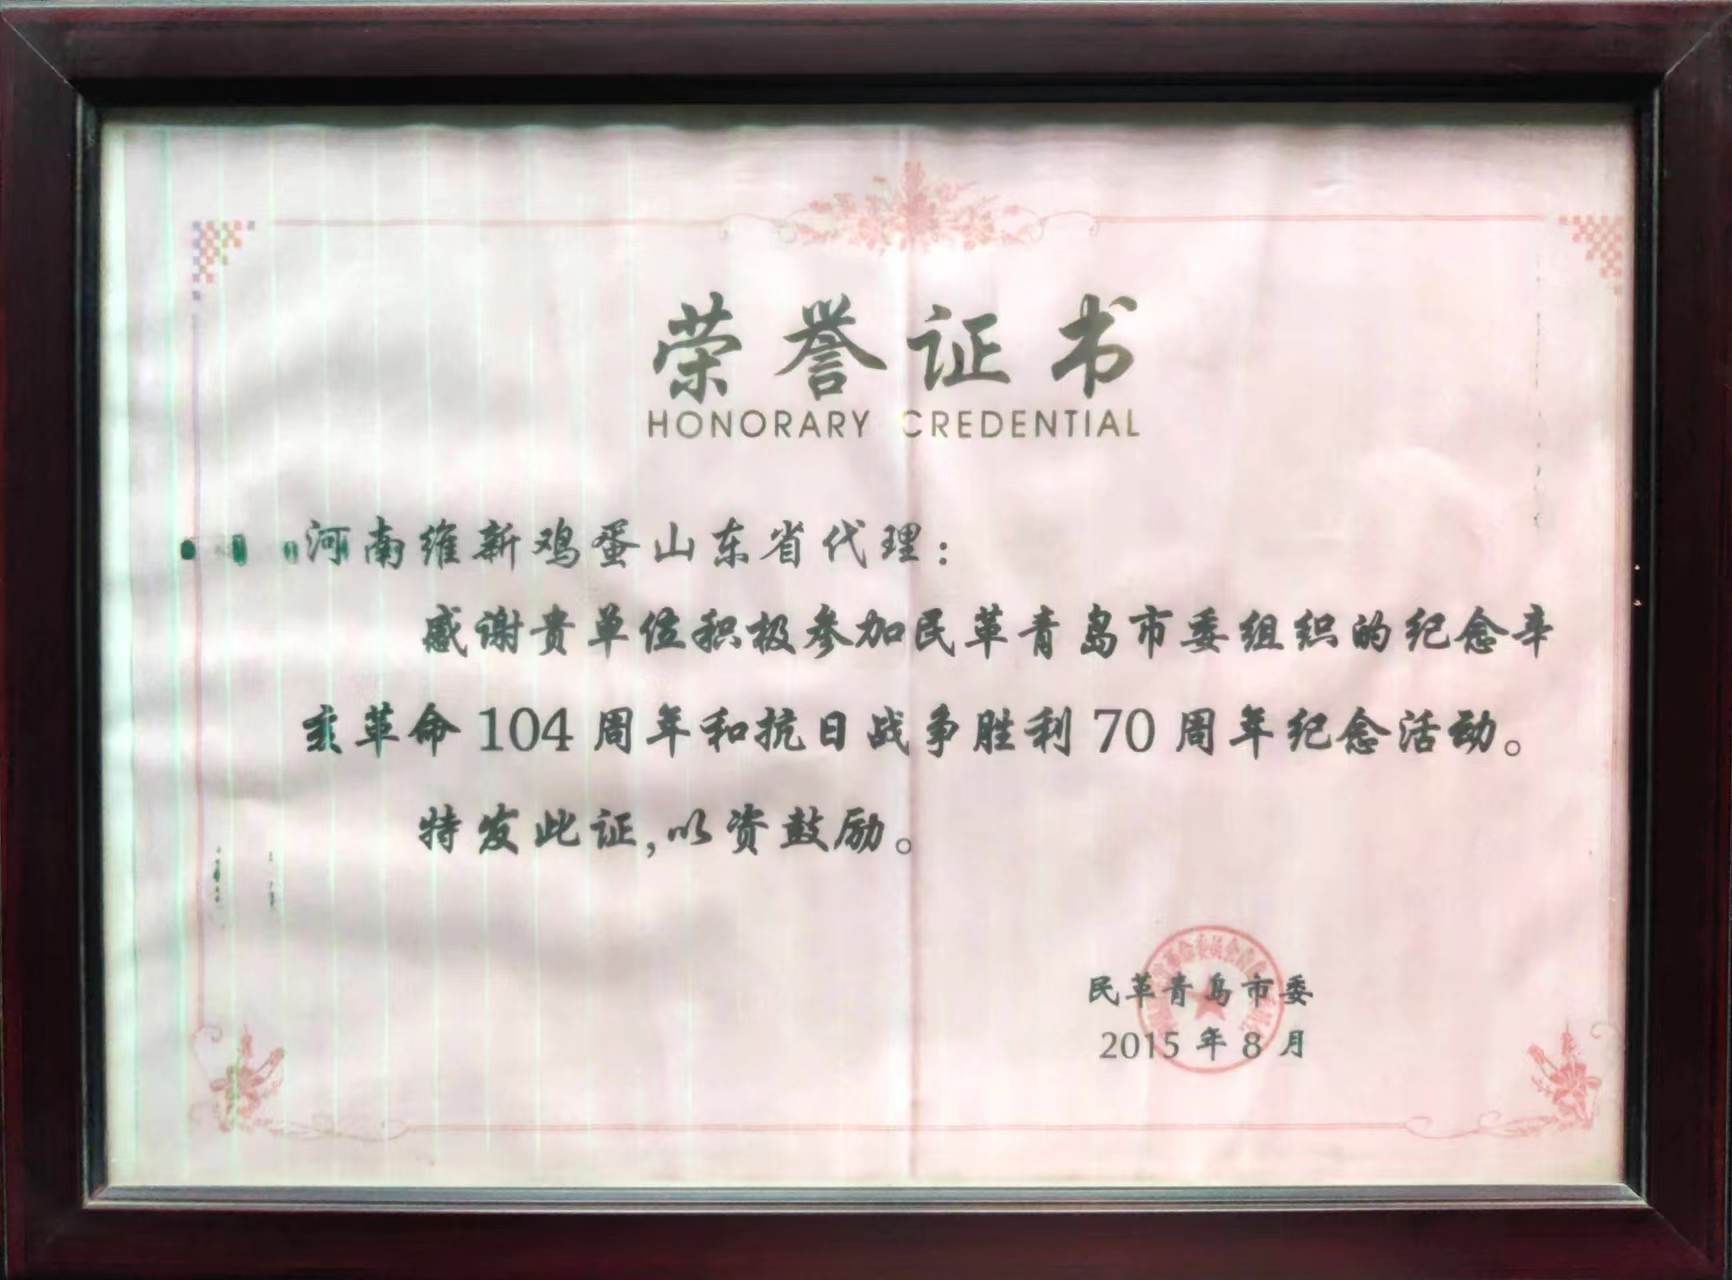 荣誉证书
HONORARY CREDENTIAL
河南维新鸡蛋山东省代理：
感谢贵单位积极参加民革青岛市委组织的纪念辛
亥革命104周年和抗日战争胜利70周年纪念活动。
特发此证,以资鼓励。
民革青岛市委
2015年8月